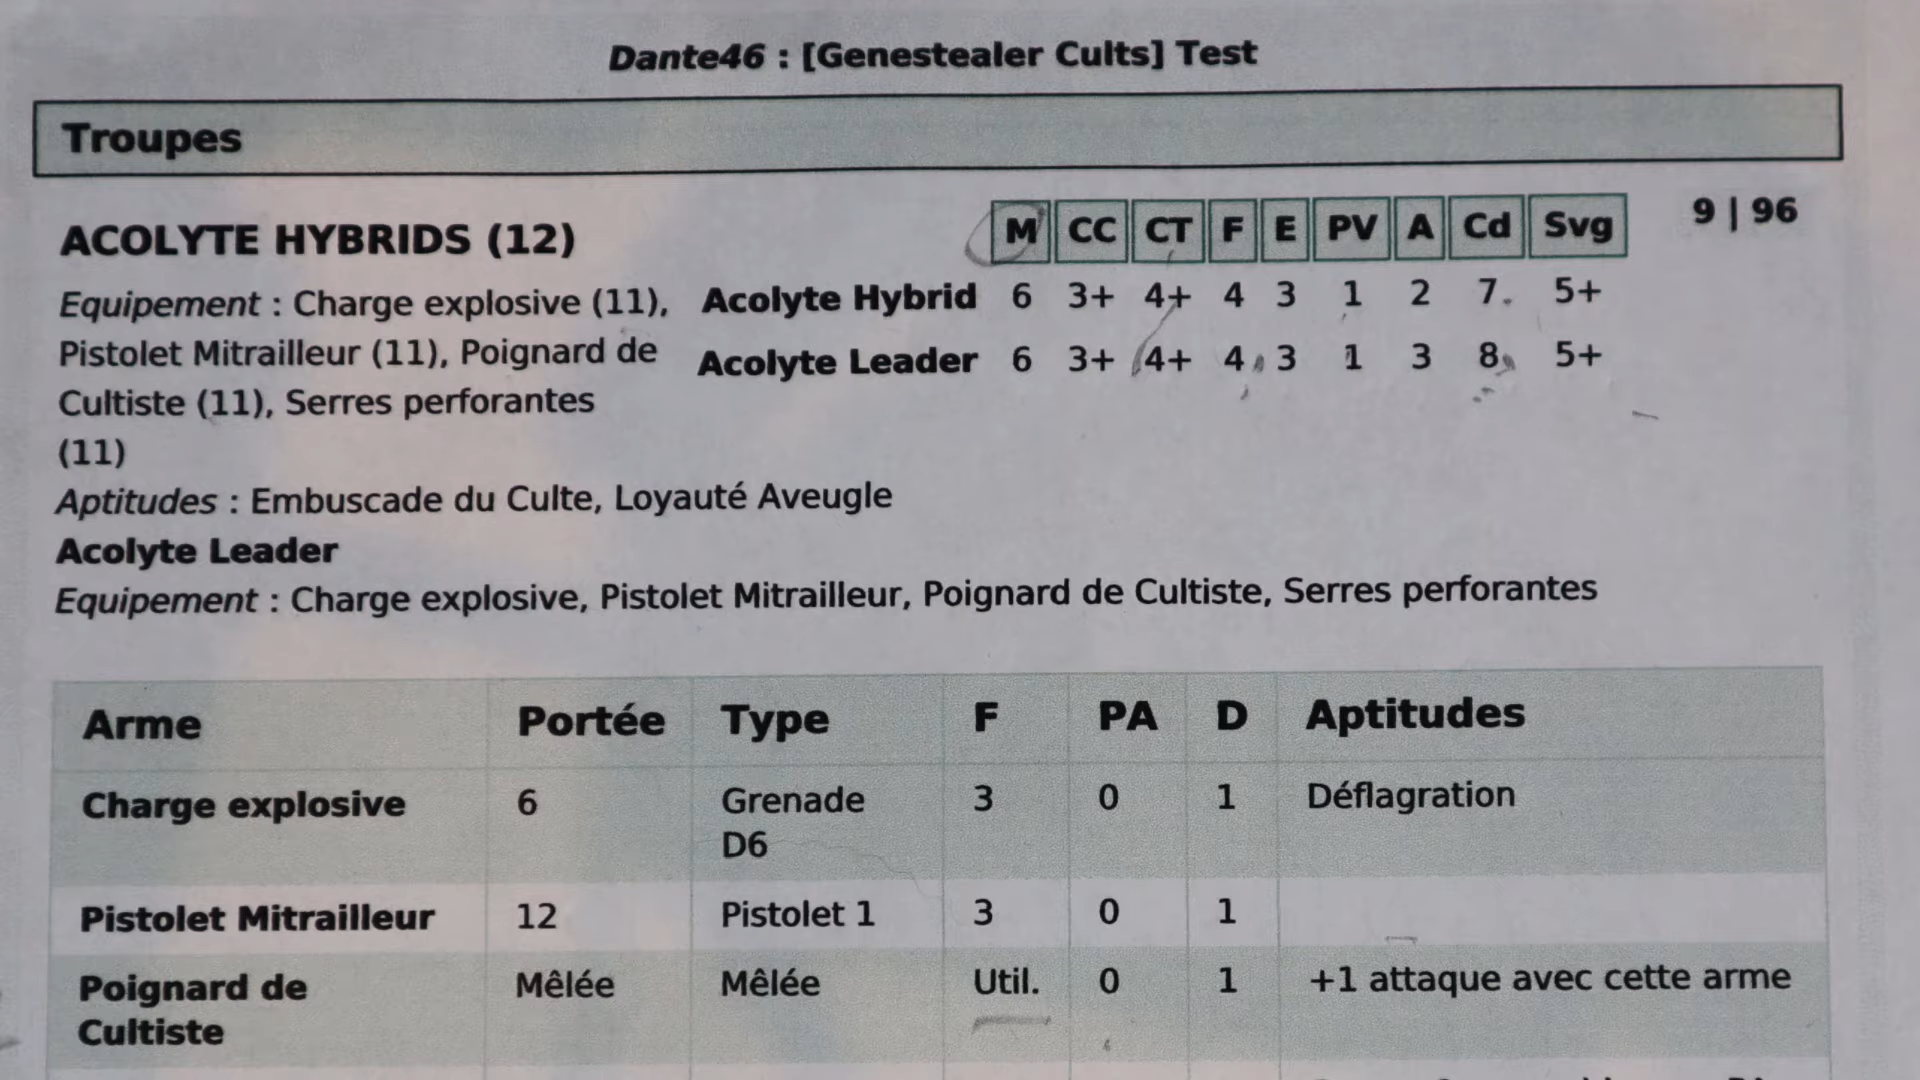 Dante46 : [Genestealer Cults] Test
Troupes
ACOLYTE HYBRIDS (12)
M CC CT F E PV A Cd Svg
9 | 96
Equipement : Charge explosive (11),
Pistolet Mitrailleur (11), Poignard de
Cultiste (11), Serres perforantes
(11)
Acolyte Hybrid 6 3+ 4+ 4 3 1 2 7 5+
Acolyte Leader 6 3+ 4+ 4 3 1 3 8 5+
Aptitudes : Embuscade du Culte, Loyauté Aveugle
Acolyte Leader
Equipement : Charge explosive, Pistolet Mitrailleur, Poignard de Cultiste, Serres perforantes
Arme Portée Type F PA D Aptitudes
Charge explosive 6 Grenade 3 0 1 Déflagration
D6
Pistolet Mitrailleur 12 Pistolet 1 3 0 1
Poignard de Mêlée Mêlée Util. 0 1 +1 attaque avec cette arme
Cultiste